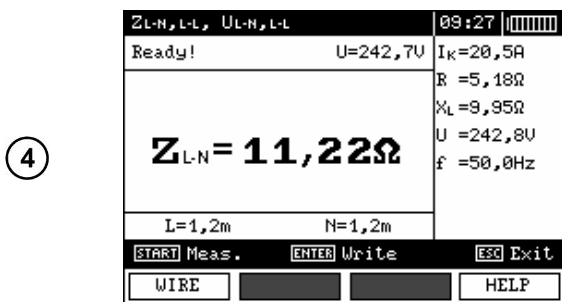 ZL-N,L-L, UL-N,L-L 09:27
Ready! U=242,7V
IK=20,5A
R =5,18Ω
XL=9,95Ω
U =242,8V
f =50,0Hz
4
ZL-N=11,22Ω
L=1,2m N=1,2m
START Meas. ENTER Write ESC Exit
WIRE HELP